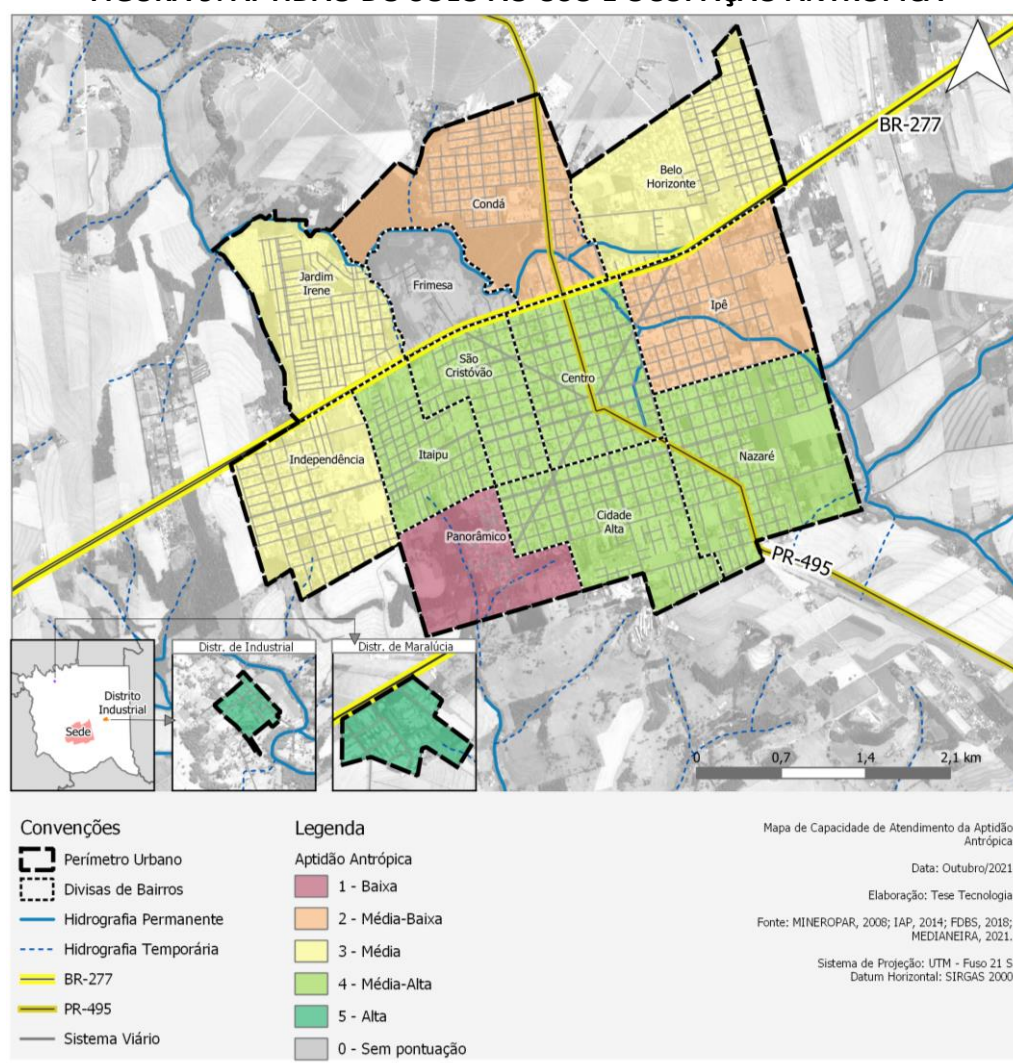 BR-277
Belo
Horizonte
Condá
Jardim
Irene
Frimesa
Ipê
São
Cristóvão
Centro
Independência
Itaipu
Nazaré
Panorâmico
Cidade
Alta
PR-495
Distr. de Industrial
Distr. de Maralúcia
Distrito
Industrial
Sede
0 0,7 1,4 2,1 km
Convenções
Perímetro Urbano
Divisas de Bairros
Hidrografia Permanente
Hidrografia Temporária
BR-277
PR-495
Sistema Viário
Legenda
Aptidão Antrópica
1 - Baixa
2 - Média-Baixa
3 - Média
4 - Média-Alta
5 - Alta
0 - Sem pontuação
Mapa de Capacidade de Atendimento da Aptidão
Antrópica
Data: Outubro/2021
Elaboração: Tese Tecnologia
Fonte: MINEROPAR, 2008; IAP, 2014; FDBS, 2018;
MEDIANEIRA, 2021.
Sistema de Projeção: UTM - Fuso 21 S
Datum Horizontal: SIRGAS 2000